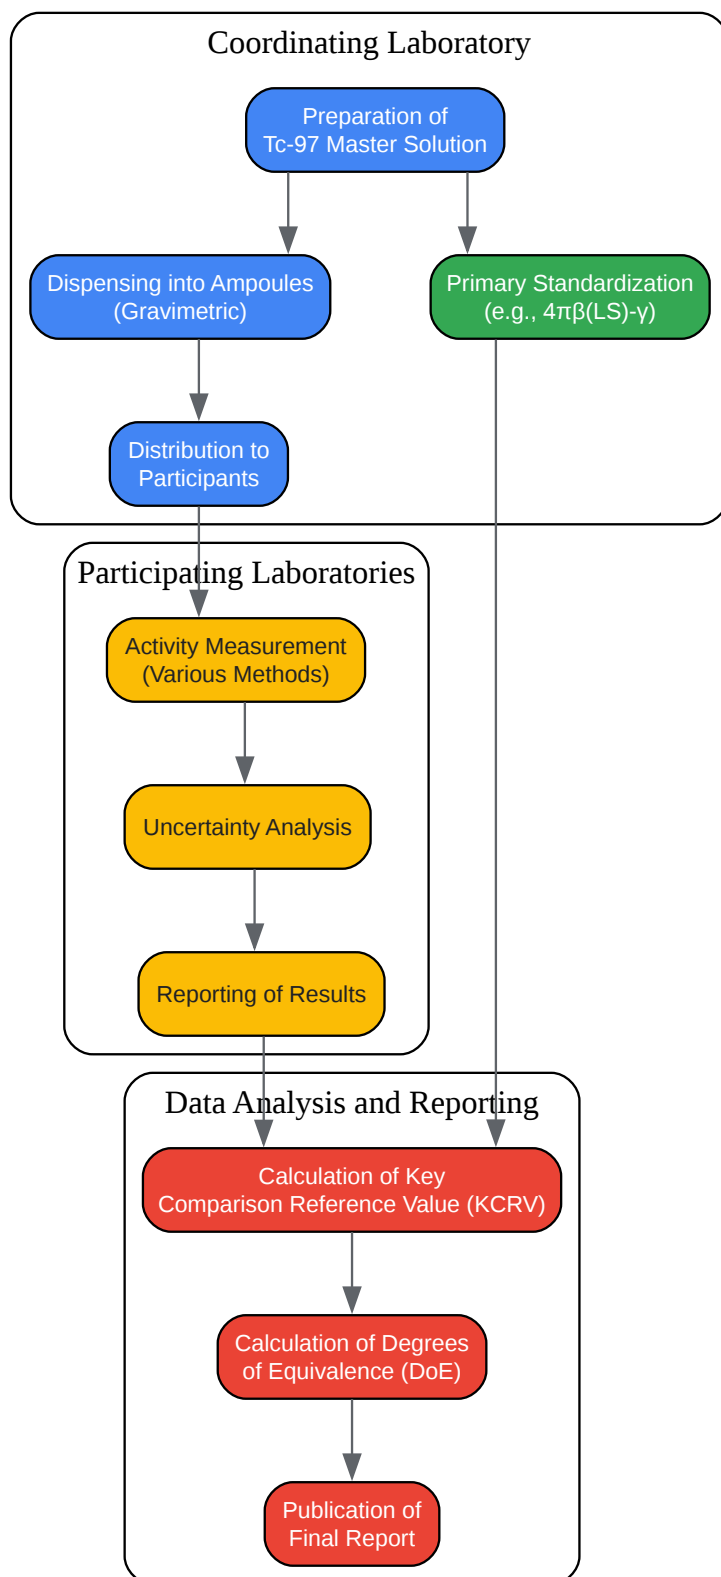 Coordinating Laboratory
Preparation of
Tc-97 Master Solution
Dispensing into Ampoules
(Gravimetric)
Primary Standardization
(e.g., 4πβ(LS)-γ)
Distribution to
Participants
Participating Laboratories
Activity Measurement
(Various Methods)
Uncertainty Analysis
Reporting of Results
Data Analysis and Reporting
Calculation of Key
Comparison Reference Value (KCRV)
Calculation of Degrees
of Equivalence (DoE)
Publication of
Final Report